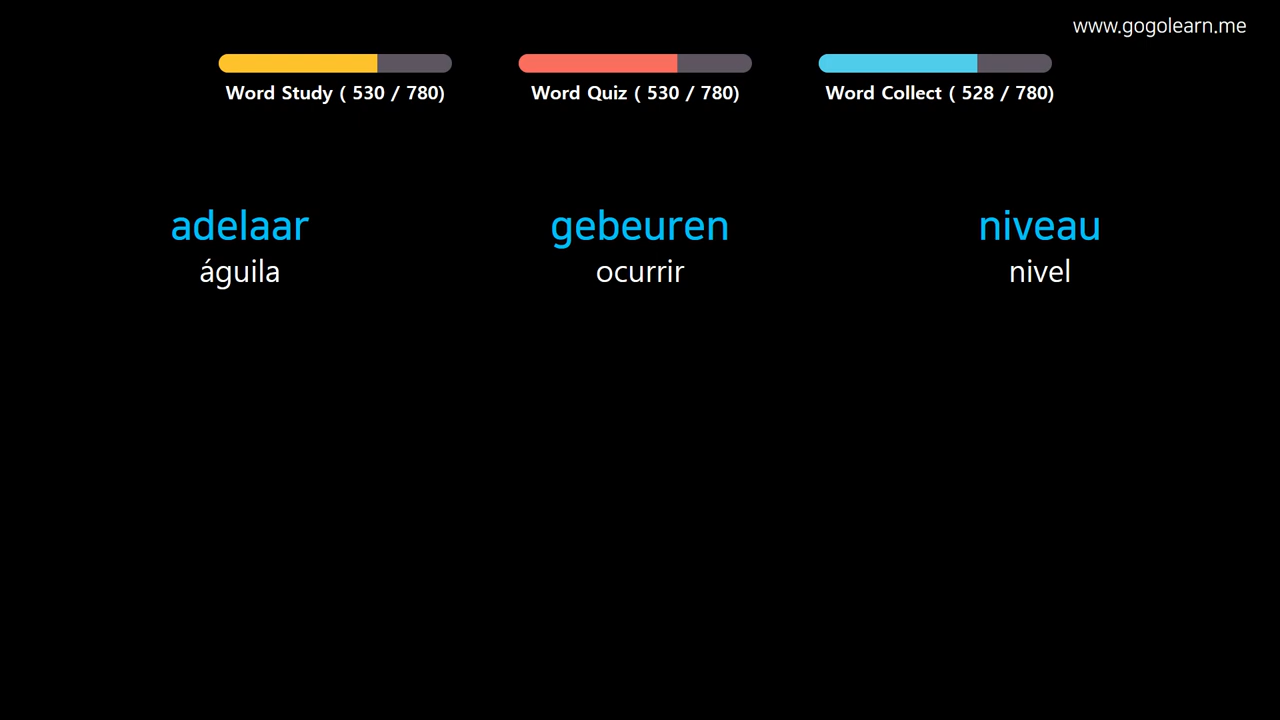 www.gogolearn.me
Word Study ( 530 / 780)
Word Quiz ( 530 / 780)
Word Collect ( 528 / 780)
adelaar
águila
gebeuren
ocurrir
niveau
nivel